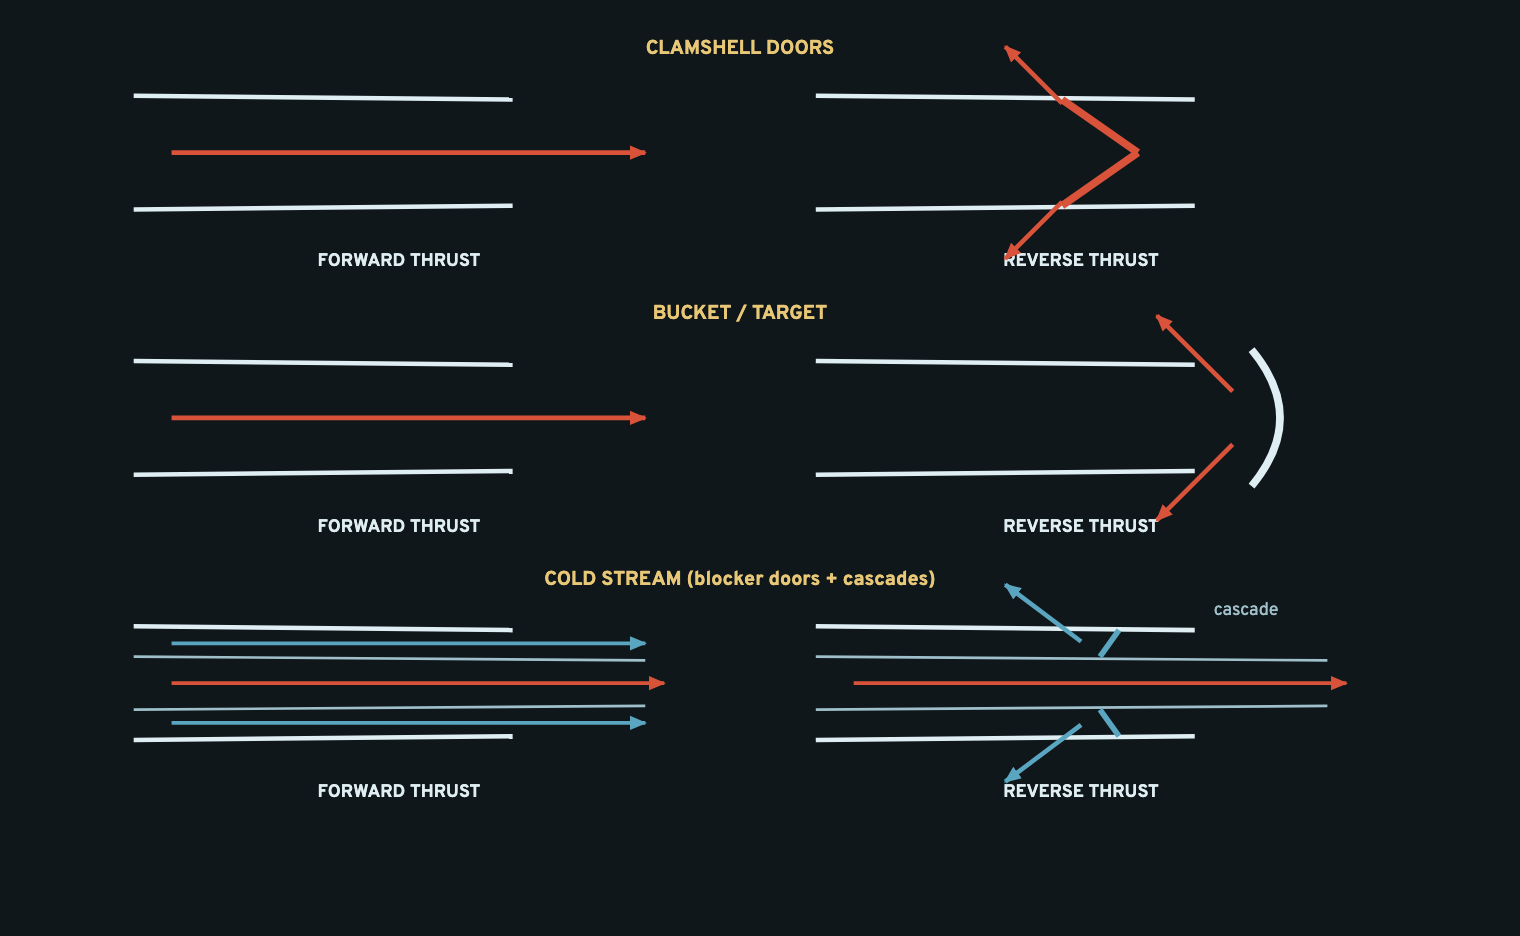 CLAMSHELL DOORS
FORWARD THRUST
REVERSE THRUST
BUCKET / TARGET
FORWARD THRUST
REVERSE THRUST
COLD STREAM (blocker doors + cascades)
cascade
FORWARD THRUST
REVERSE THRUST